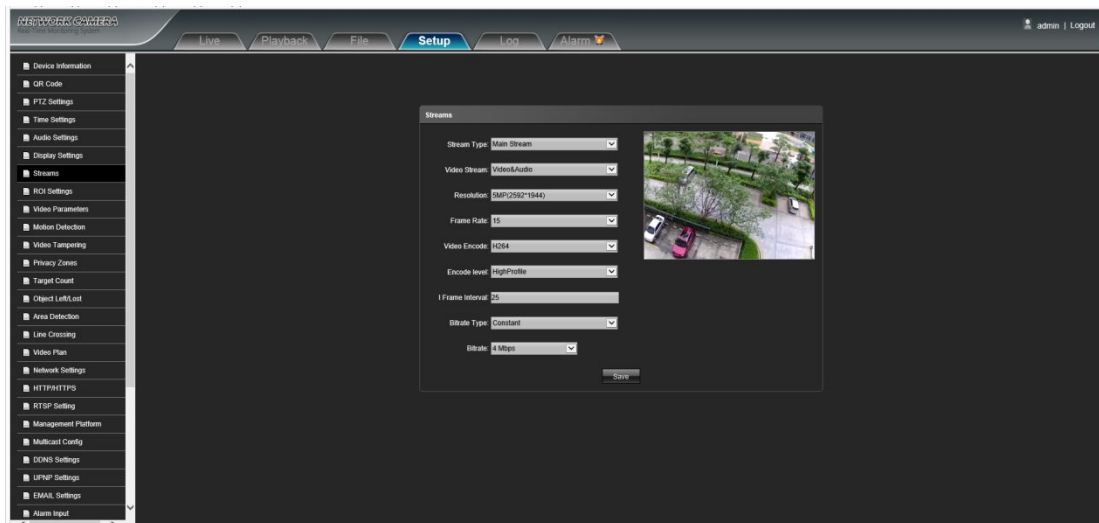 NETWORK CAMERA
Real Time Monitoring System
admin | Logout
Live
Playback
File
Setup
Log
Alarm
Device Information
QR Code
PTZ Settings
Time Settings
Audio Settings
Display Settings
Streams
ROI Settings
Video Parameters
Motion Detection
Video Tampering
Privacy Zones
Target Count
Object Left/Lost
Area Detection
Line Crossing
Video Plan
Network Settings
HTTP/HTTPS
RTSP Setting
Management Platform
Multicast Config
DDNS Settings
UPNP Settings
EMAIL Settings
Alarm Input
Streams
Stream Type: Main Stream
Video Stream: Video&Audio
Resolution: 5MP(2592*1944)
Frame Rate: 15
Video Encode: H264
Encode level: HighProfile
I Frame Interval: 25
Bitrate Type: Constant
Bitrate: 4 Mbps
Save